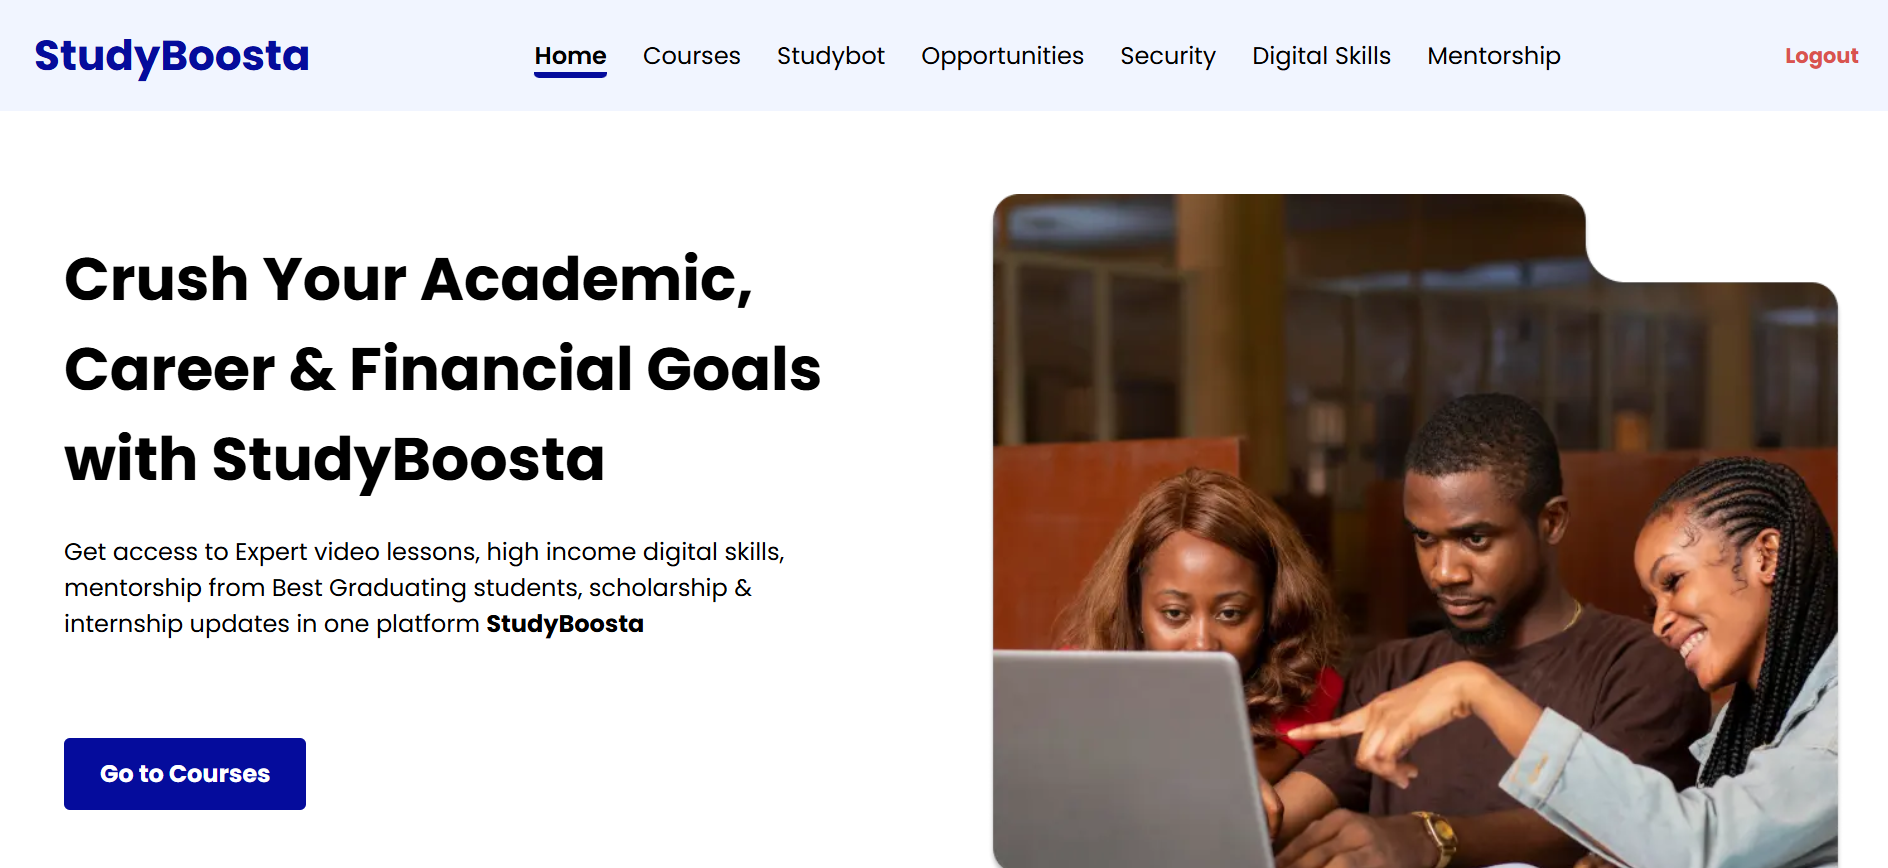 StudyBoosta
Home
Courses
Studybot
Opportunities
Security
Digital Skills
Mentorship
Logout
Crush Your Academic,
Career & Financial Goals
with StudyBoosta
Get access to Expert video lessons, high income digital skills,
mentorship from Best Graduating students, scholarship &
internship updates in one platform StudyBoosta
Go to Courses